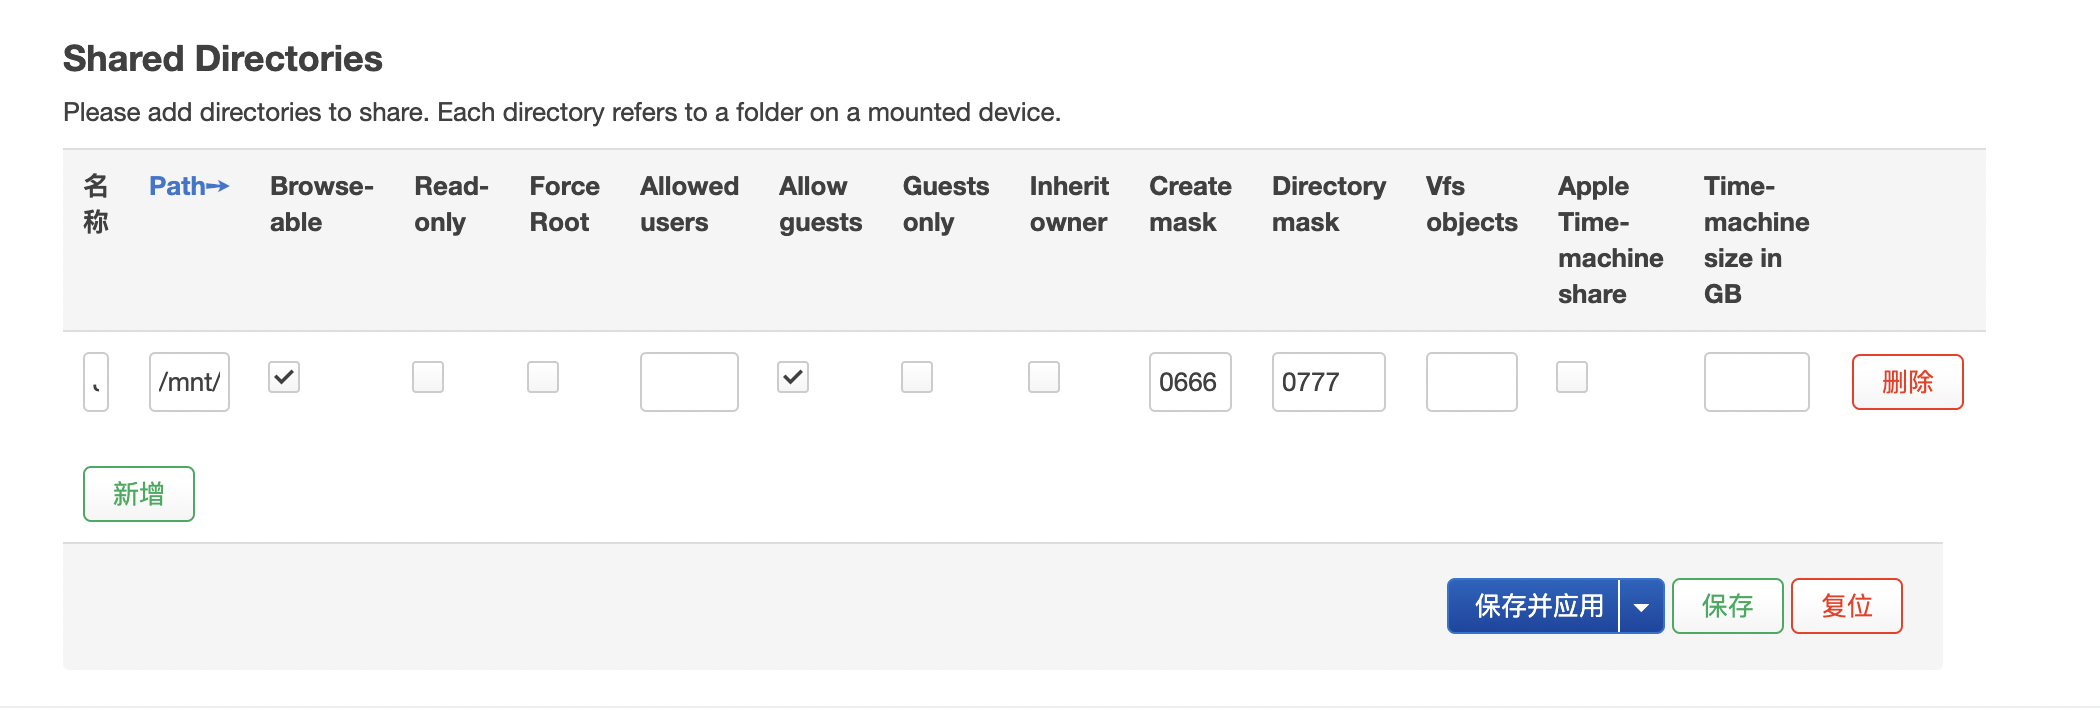 Shared Directories
Please add directories to share. Each directory refers to a folder on a mounted device.
名称 Path Browse-able Read-only Force Root Allowed users Allow guests Guests only Inherit owner Create mask Directory mask Vfs objects Apple Time-machine share Time-machine size in GB
/mnt/ 0666 0777 删除
新增
保存并应用 保存 复位